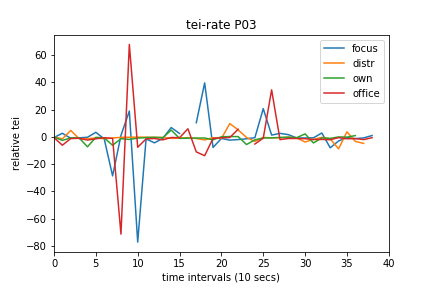 tei-rate P03
focus
distr
own
office
relative tei
60
40
20
0
−20
−40
−60
−80
0
5
10
15
20
25
30
35
40
time intervals (10 secs)